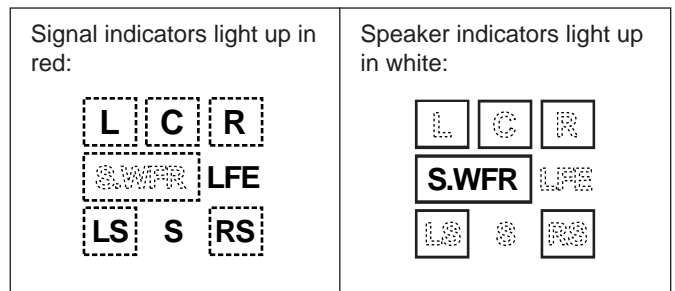 Signal indicators light up in
red:
L C R
S.WFR LFE
LS S RS
Speaker indicators light up
in white:
L C R
S.WFR LFE
LS S RS